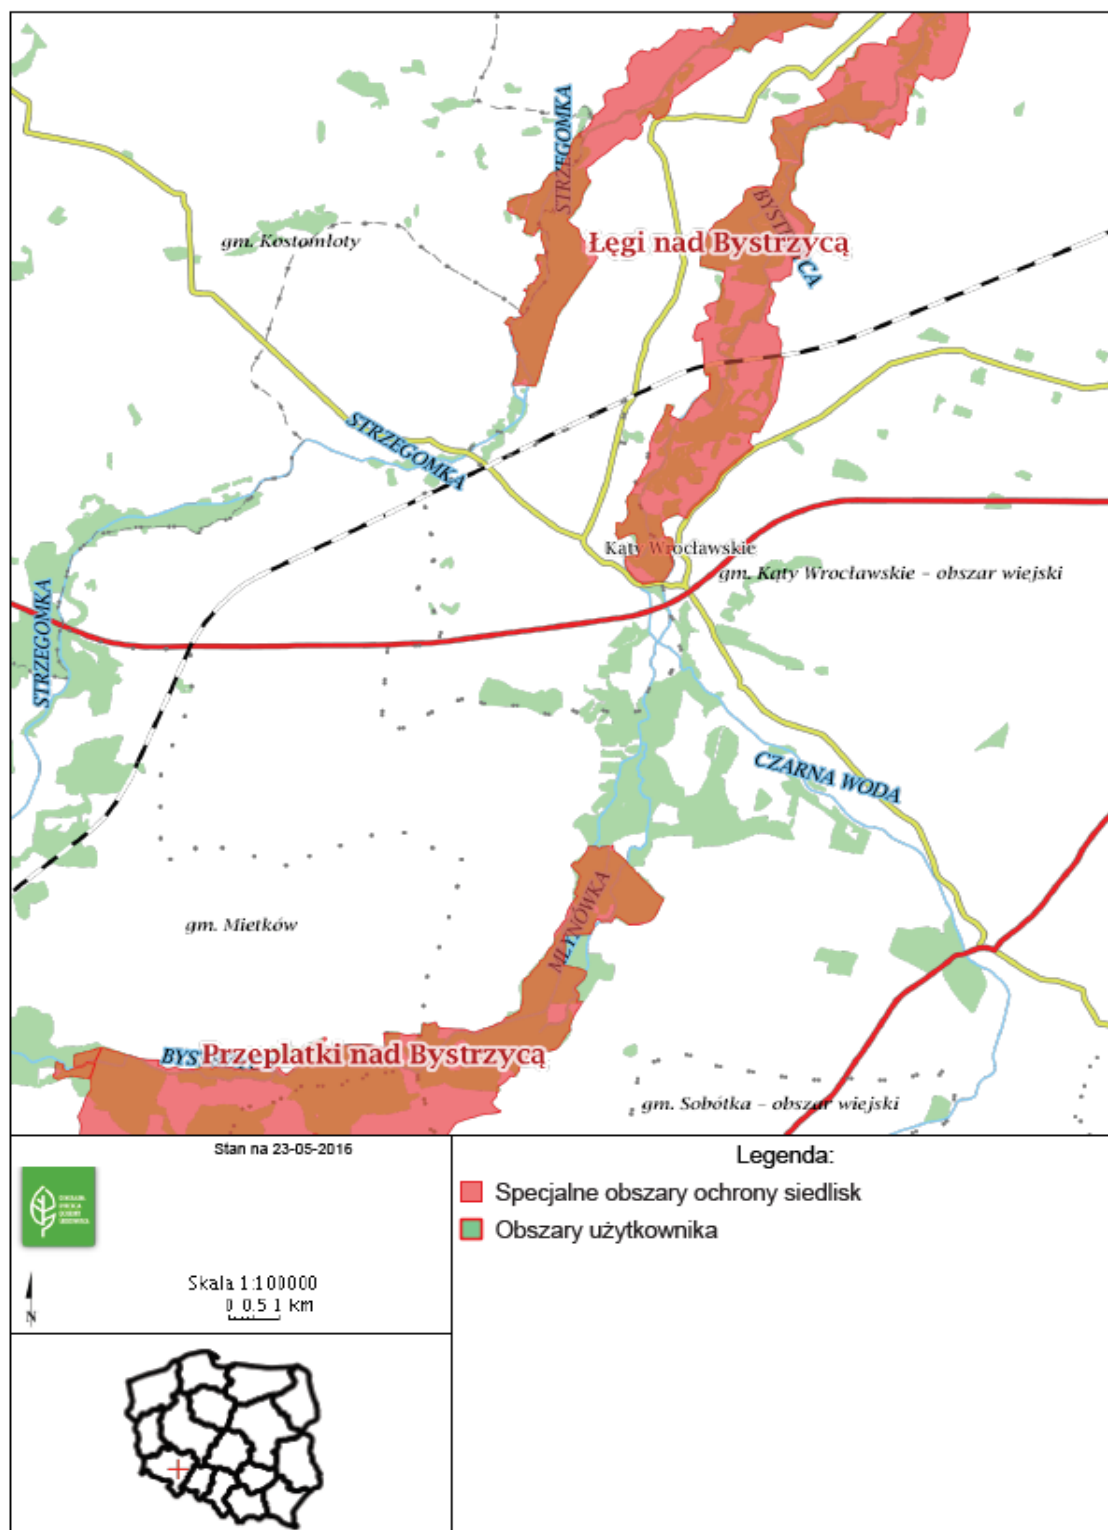 STRZEGOMKA
BYSTRZYCA
gm. Kostomłoty
Łęgi nad Bystrzycą
STRZEGOMKA
Kąty Wrocławskie
gm. Kąty Wrocławskie – obszar wiejski
STRZEGOMKA
CZARNA WODA
gm. Mietków
MŁYNÓWKA
Przeplatki nad Bystrzycą
gm. Sobótka – obszar wiejski
Stan na 23-05-2016
Legenda:
Specjalne obszary ochrony siedlisk
Obszary użytkownika
Skala 1:100000
0 0.5 1 km
N